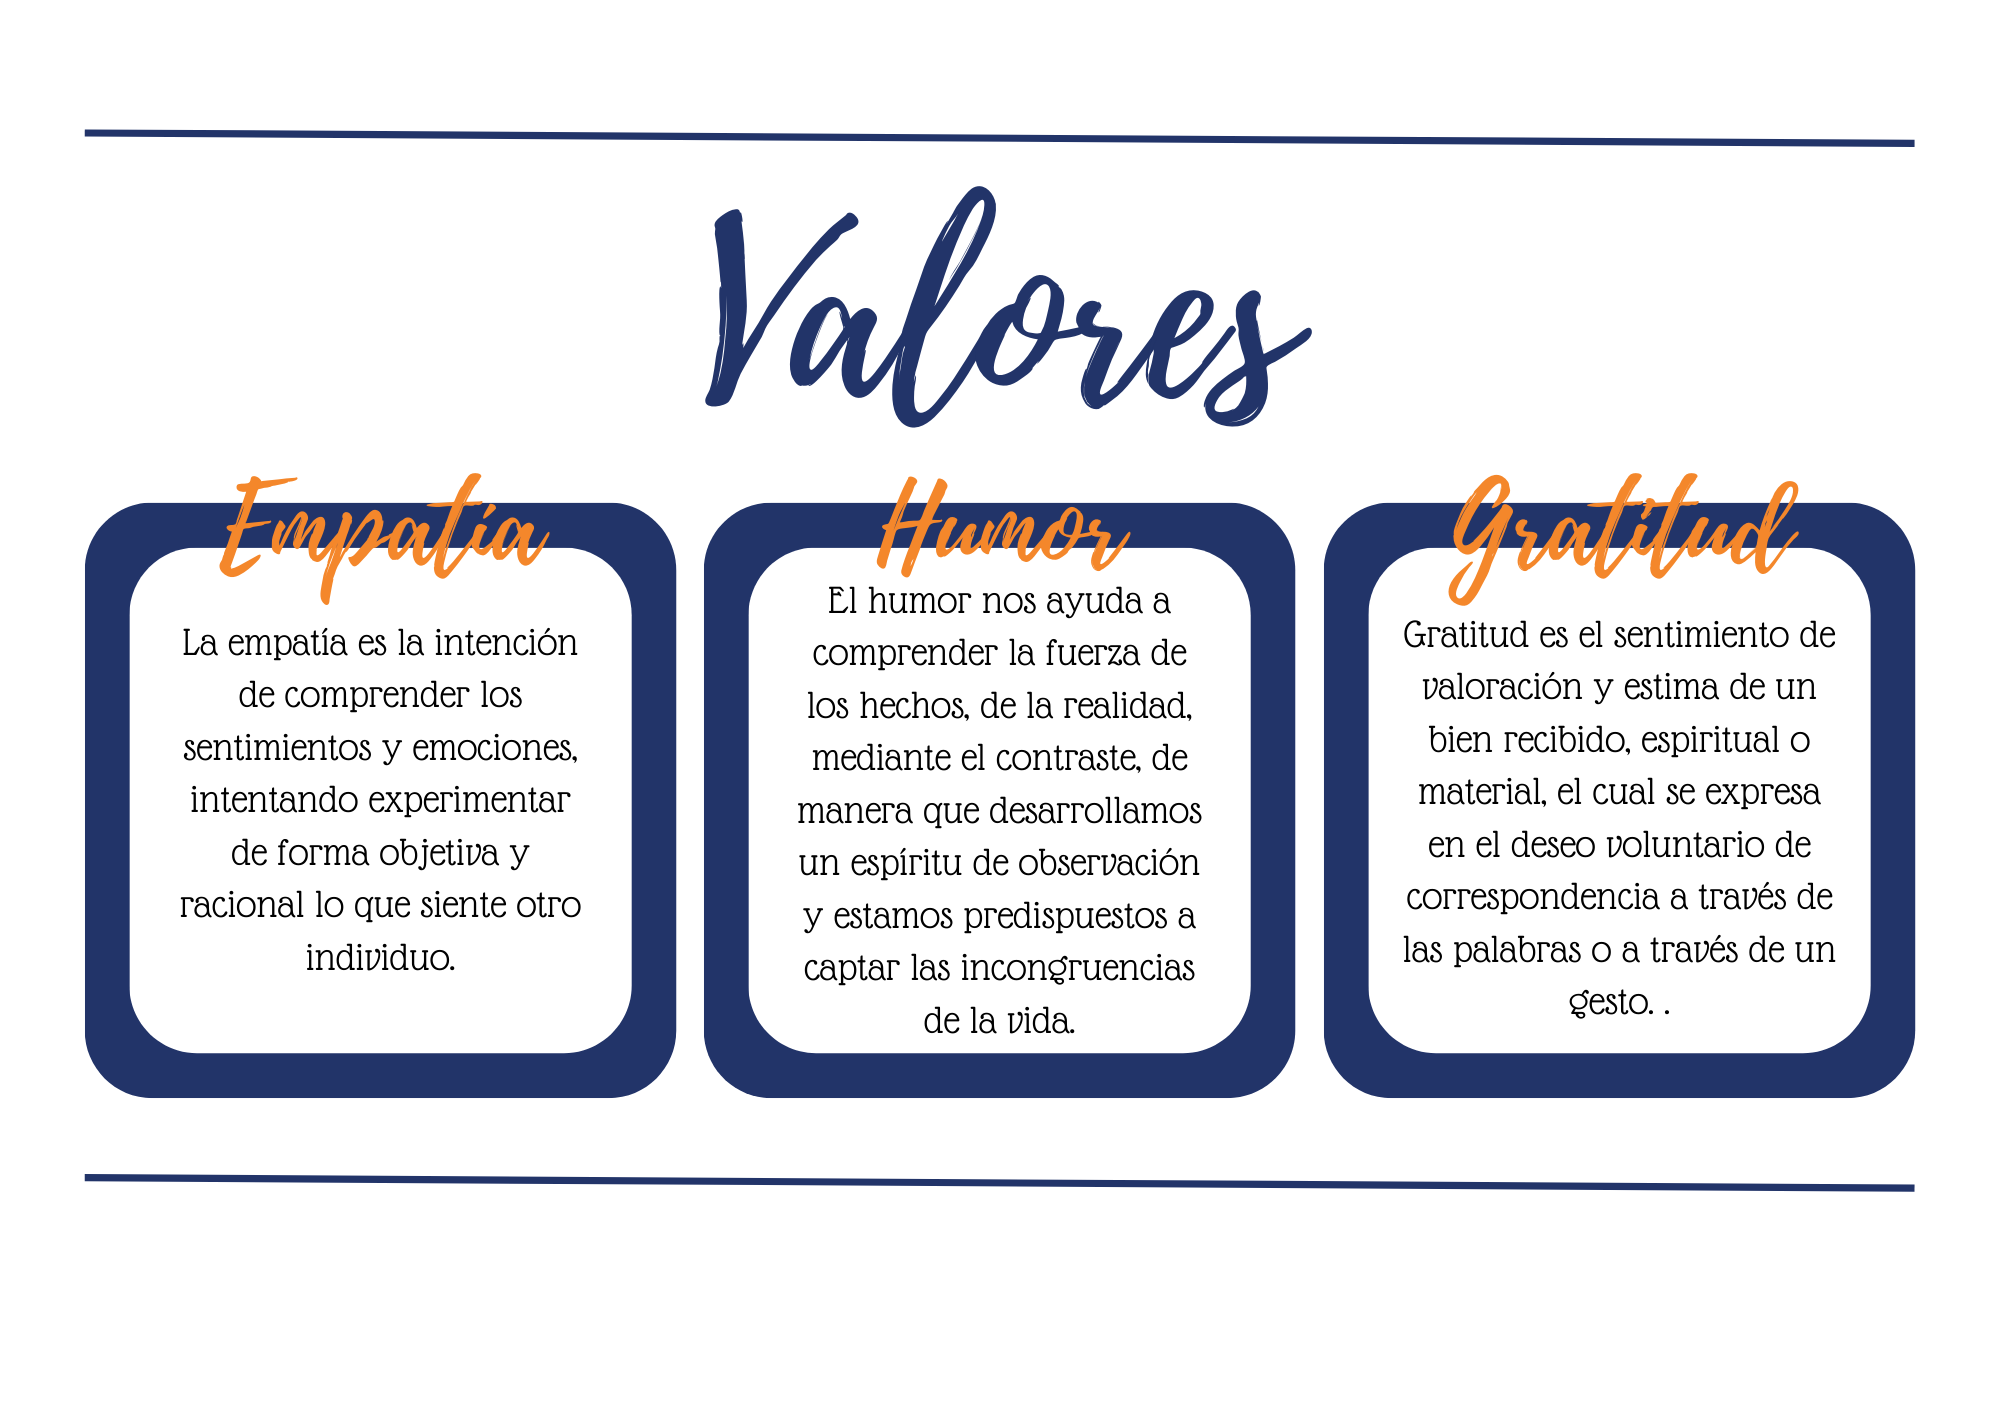 Valores
Empatía
La empatía es la intención
de comprender los
sentimientos y emociones,
intentando experimentar
de forma objetiva y
racional lo que siente otro
individuo.
Humor
El humor nos ayuda a
comprender la fuerza de
los hechos, de la realidad,
mediante el contraste, de
manera que desarrollamos
un espíritu de observación
y estamos predispuestos a
captar las incongruencias
de la vida.
Gratitud
Gratitud es el sentimiento de
valoración y estima de un
bien recibido, espiritual o
material, el cual se expresa
en el deseo voluntario de
correspondencia a través de
las palabras o a través de un
gesto. .